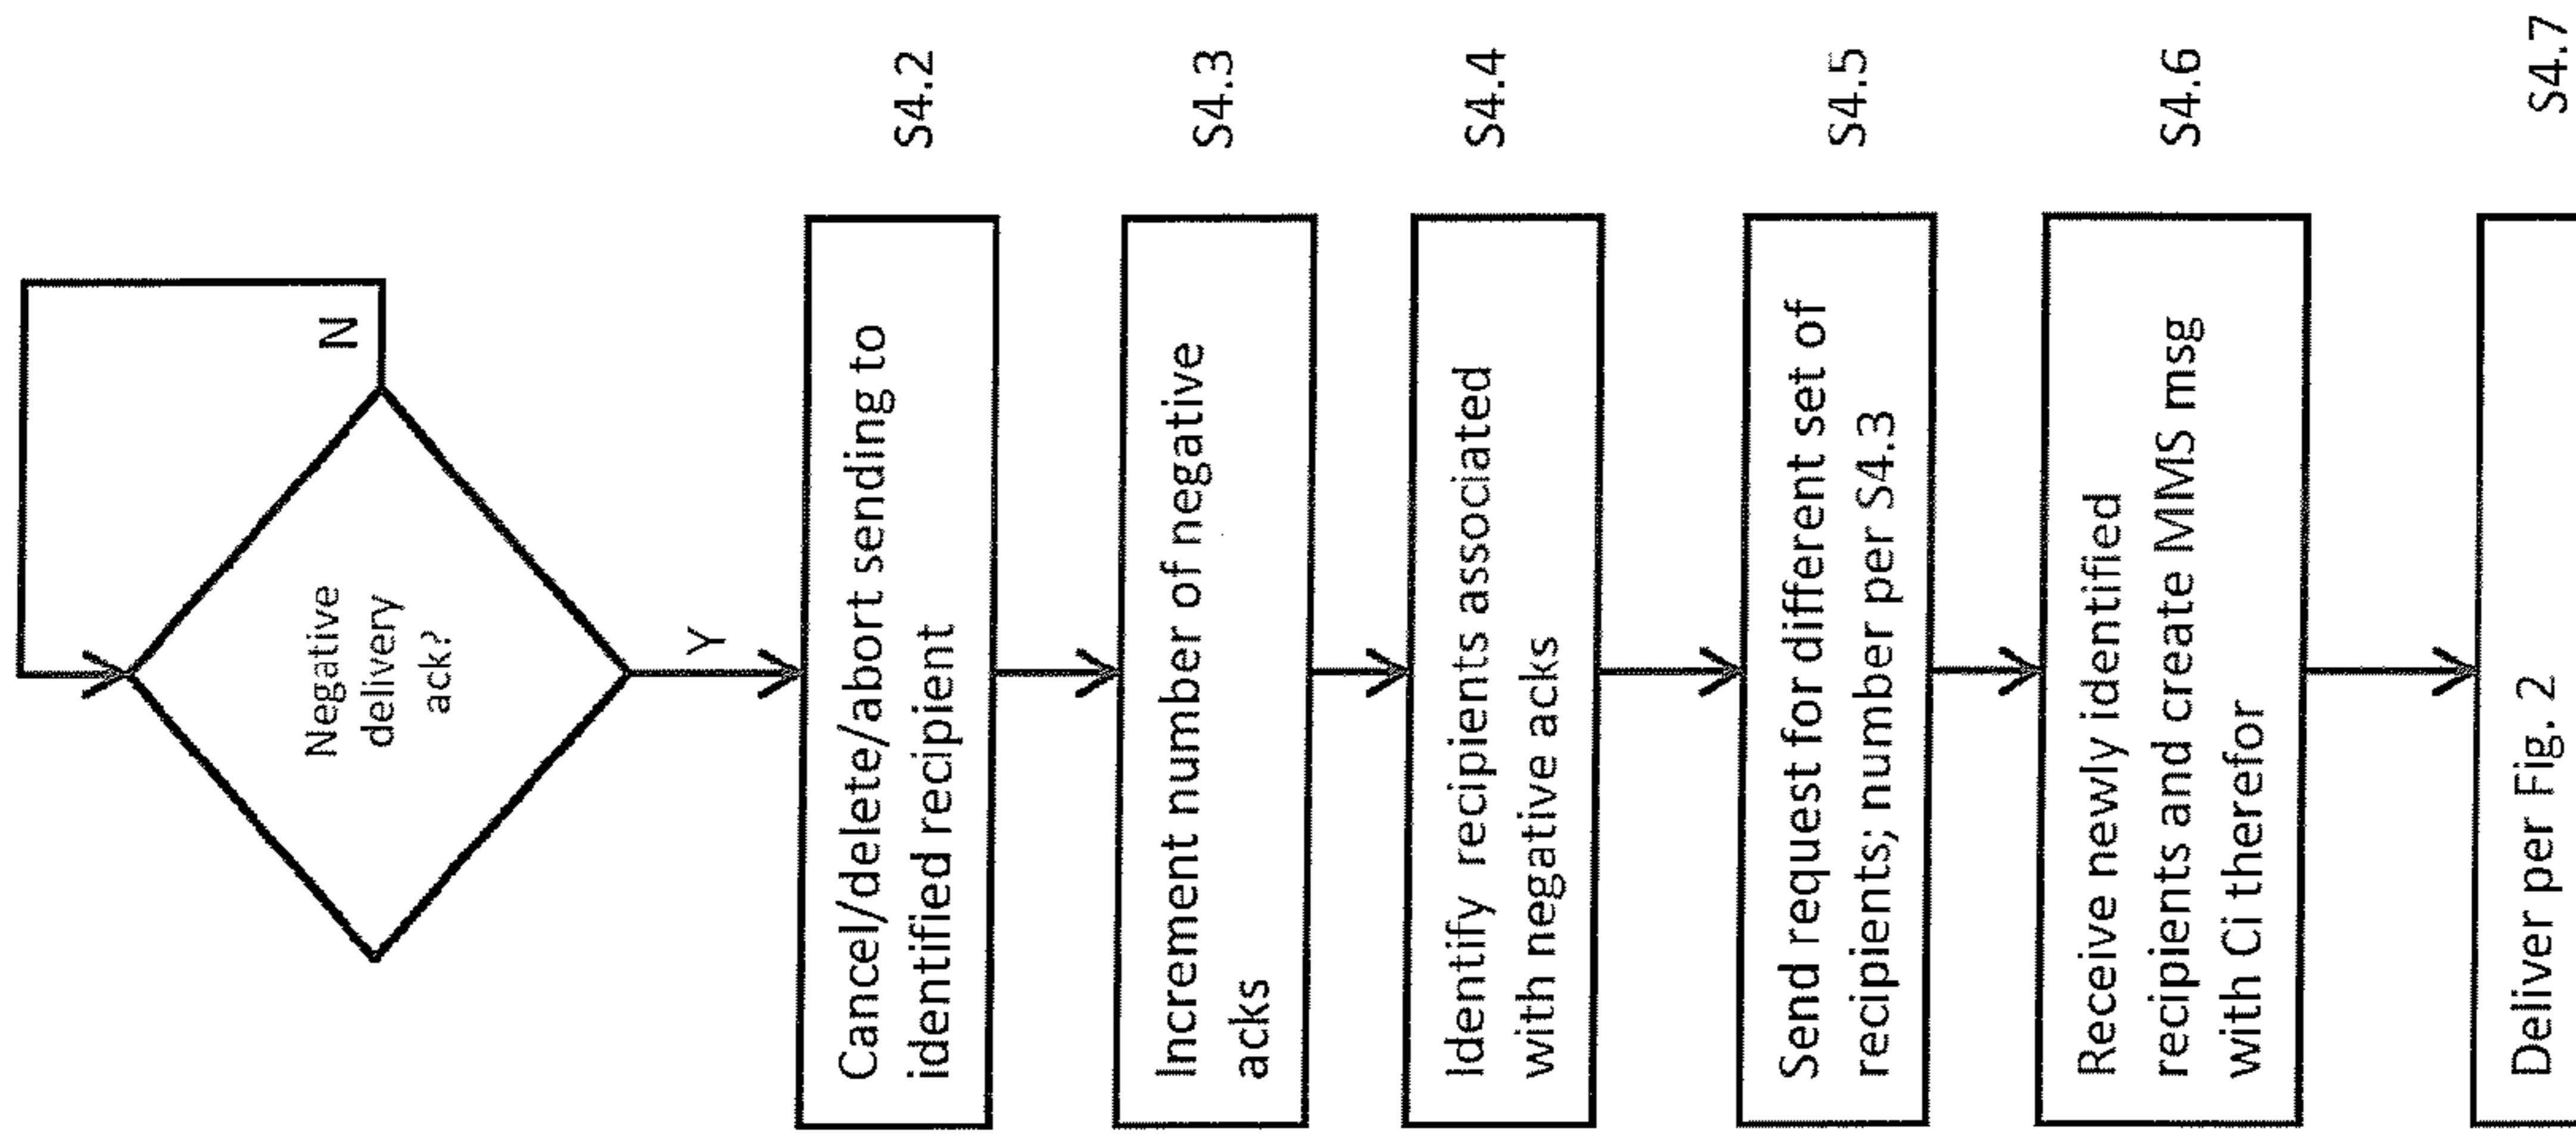 N
Negative
delivery
ack?
Y
Cancel/delete/abort sending to
identified recipient
S4.2
Increment number of negative
acks
S4.3
Identify recipients associated
with negative acks
S4.4
Send request for different set of
recipients; number per S4.3
S4.5
Receive newly identified
recipients and create MMS msg
with Ci therefor
S4.6
Deliver per Fig. 2
S4.7